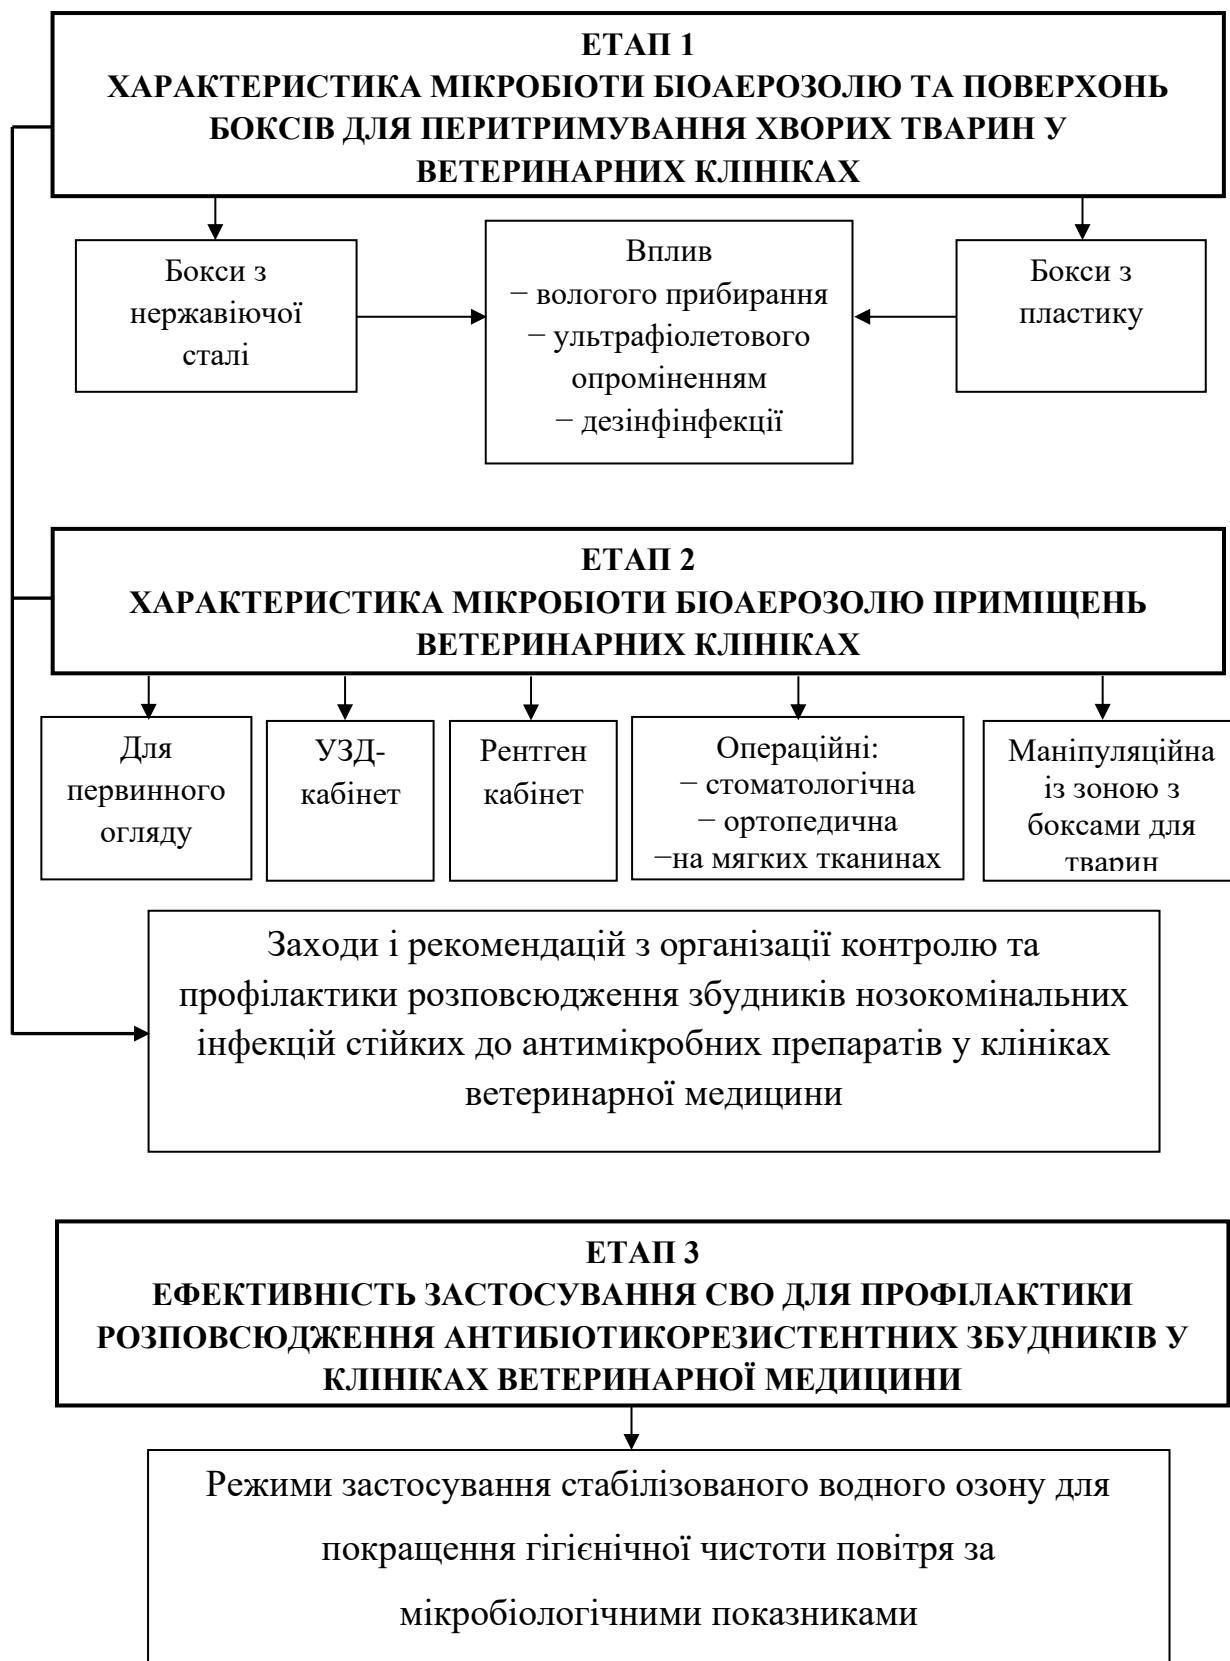 ЕТАП 1
ХАРАКТЕРИСТИКА МІКРОБІОТИ БІОАЕРОЗОЛЮ ТА ПОВЕРХОНЬ
БОКСІВ ДЛЯ ПЕРИТРИМУВАННЯ ХВОРИХ ТВАРИН У
ВЕТЕРИНАРНИХ КЛІНІКАХ
Бокси з
нержавіючої
сталі
Вплив
− вологого прибирання
− ультрафіолетового
опроміненням
− дезінфінфекції
Бокси з
пластику
ЕТАП 2
ХАРАКТЕРИСТИКА МІКРОБІОТИ БІОАЕРОЗОЛЮ ПРИМІЩЕНЬ
ВЕТЕРИНАРНИХ КЛІНІКАХ
Для
первинного
огляду
УЗД-
кабінет
Рентген
кабінет
Операційні:
− стоматологічна
− ортопедична
−на мягких тканинах
Маніпуляційна
із зоною з
боксами для
тварин
Заходи і рекомендацій з організації контролю та
профілактики розповсюдження збудників нозокомінальних
інфекцій стійких до антимікробних препаратів у клініках
ветеринарної медицини
ЕТАП 3
ЕФЕКТИВНІСТЬ ЗАСТОСУВАННЯ СВО ДЛЯ ПРОФІЛАКТИКИ
РОЗПОВСЮДЖЕННЯ АНТИБІОТИКОРЕЗИСТЕНТНИХ ЗБУДНИКІВ У
КЛІНІКАХ ВЕТЕРИНАРНОЇ МЕДИЦИНИ
Режими застосування стабілізованого водного озону для
покращення гігієнічної чистоти повітря за
мікробіологічними показниками